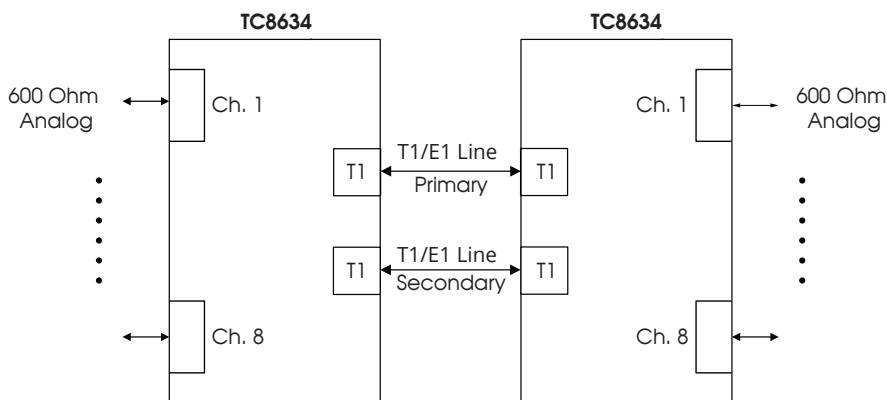 TC8634
TC8634
600 Ohm
Analog
Ch. 1
Ch. 1
600 Ohm
Analog
T1
T1/E1 Line
Primary
T1
T1
T1/E1 Line
Secondary
T1
Ch. 8
Ch. 8